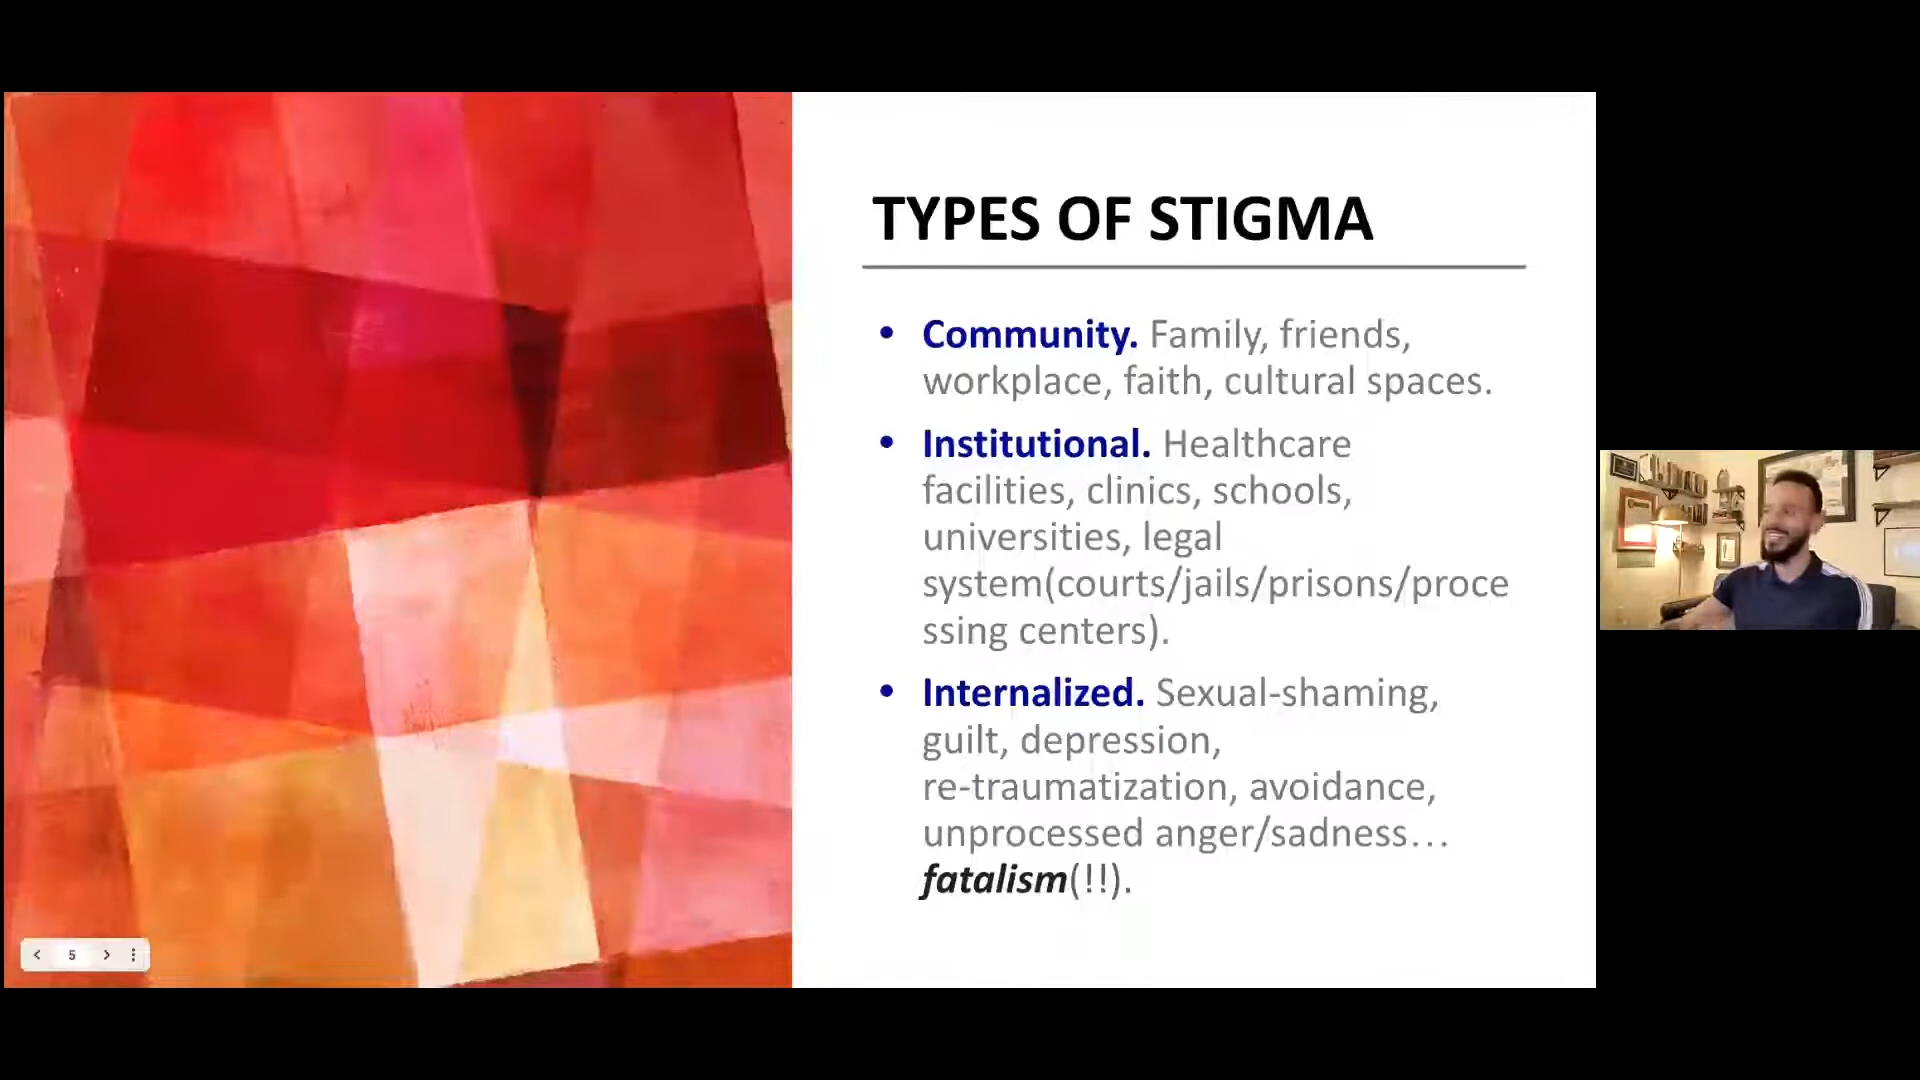 TYPES OF STIGMA
• Community. Family, friends,
workplace, faith, cultural spaces.
• Institutional. Healthcare
facilities, clinics, schools,
universities, legal
system(courts/jails/prisons/proce
ssing centers).
• Internalized. Sexual-shaming,
guilt, depression,
re-traumatization, avoidance,
unprocessed anger/sadness…
fatalism(!!).
5